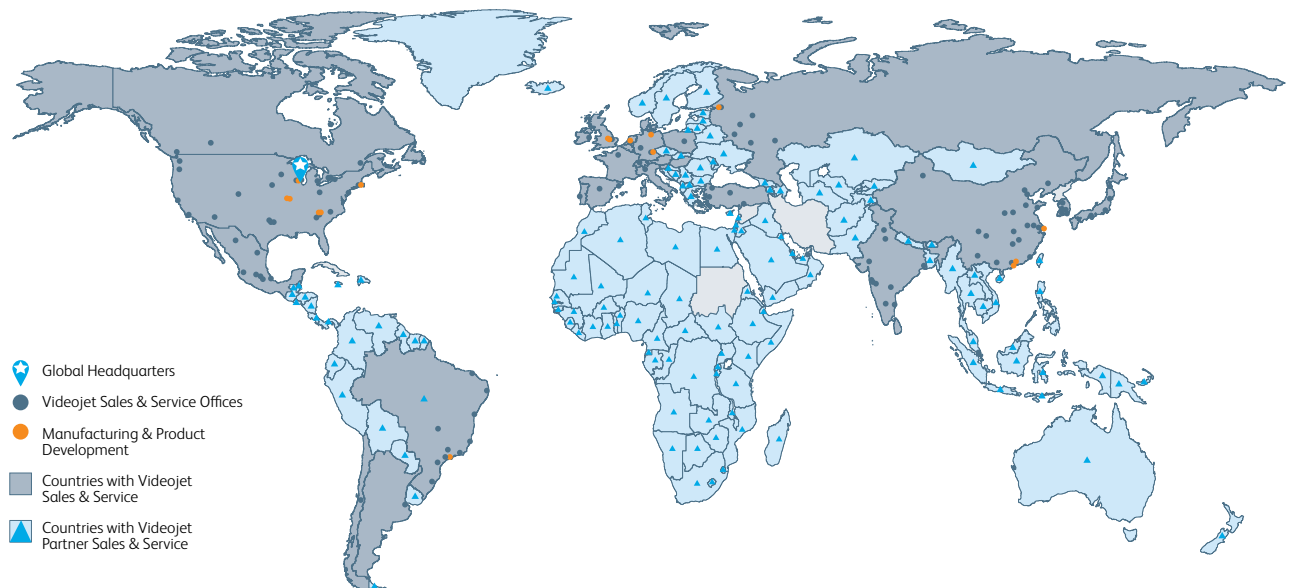 Global Headquarters
Videojet Sales & Service Offices
Manufacturing & Product
Development
Countries with Videojet
Sales & Service
Countries with Videojet
Partner Sales & Service